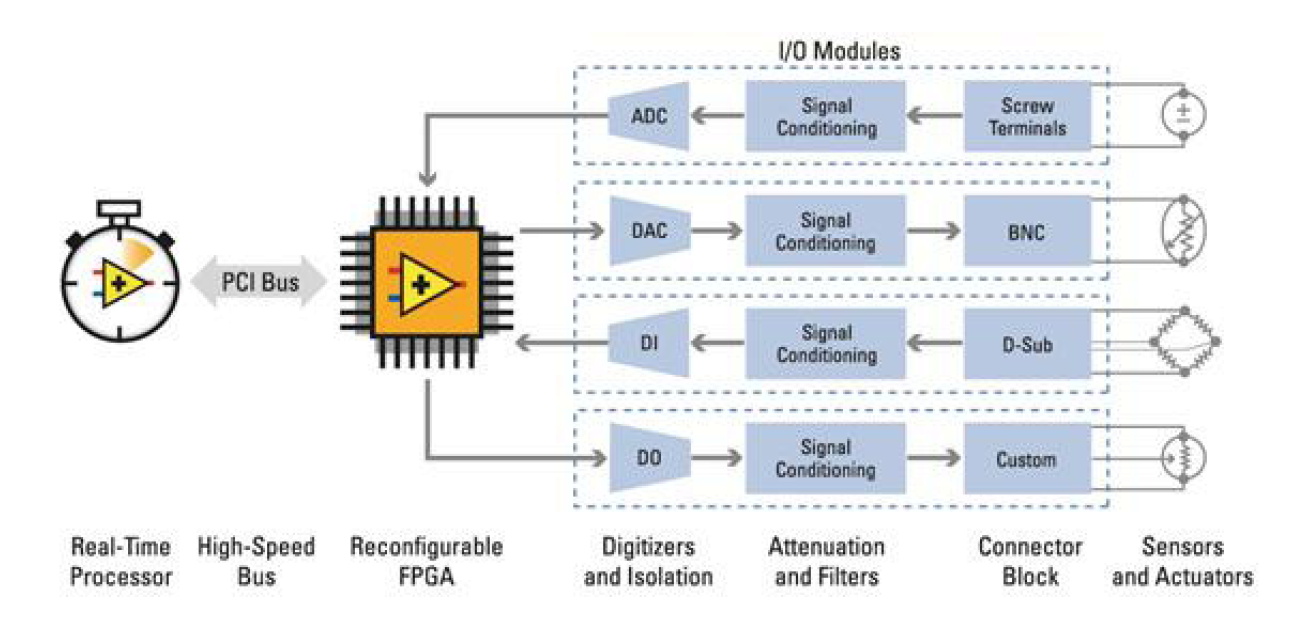 I/O Modules
ADC
Signal
Conditioning
Screw
Terminals
DAC
Signal
Conditioning
BNC
PCI Bus
DI
Signal
Conditioning
D-Sub
DO
Signal
Conditioning
Custom
Real-Time
Processor
High-Speed
Bus
Reconfigurable
FPGA
Digitizers
and Isolation
Attenuation
and Filters
Connector
Block
Sensors
and Actuators